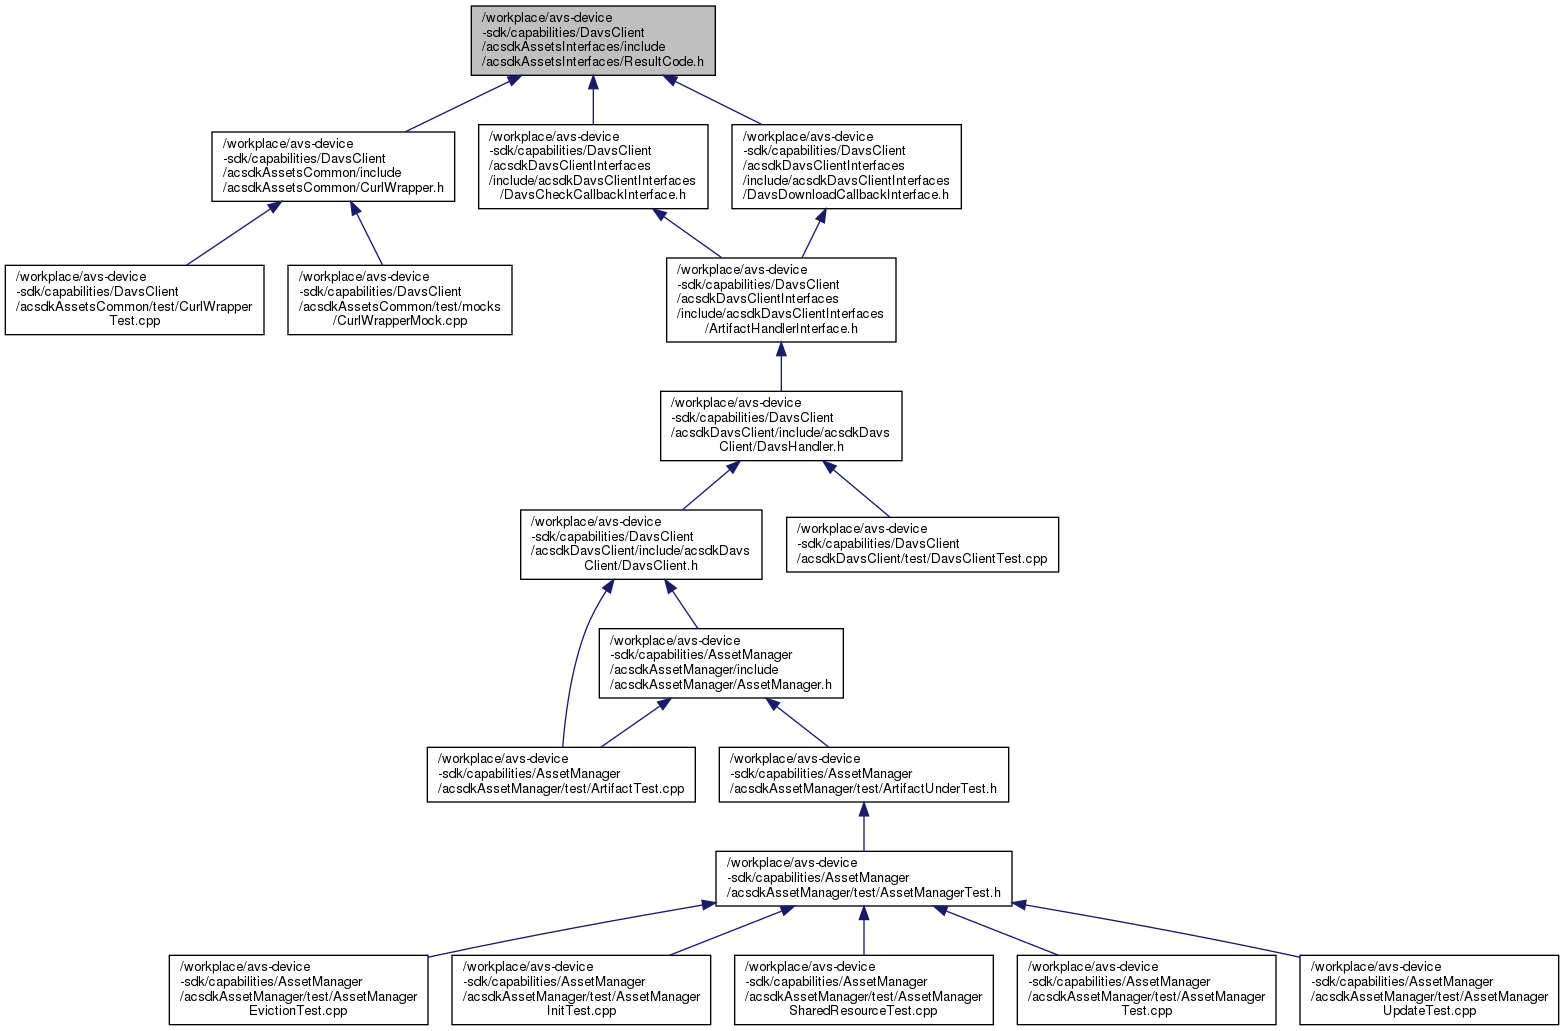 /workplace/avs-device
-sdk/capabilities/DavsClient
/acsdkAssetsInterfaces/include
/acsdkAssetsInterfaces/ResultCode.h
/workplace/avs-device
-sdk/capabilities/DavsClient
/acsdkAssetsCommon/include
/acsdkAssetsCommon/CurlWrapper.h
/workplace/avs-device
-sdk/capabilities/DavsClient
/acsdkDavsClientInterfaces
/include/acsdkDavsClientInterfaces
/DavsCheckCallbackInterface.h
/workplace/avs-device
-sdk/capabilities/DavsClient
/acsdkDavsClientInterfaces
/include/acsdkDavsClientInterfaces
/DavsDownloadCallbackInterface.h
/workplace/avs-device
-sdk/capabilities/DavsClient
/acsdkAssetsCommon/test/CurlWrapper
Test.cpp
/workplace/avs-device
-sdk/capabilities/DavsClient
/acsdkAssetsCommon/test/mocks
/CurlWrapperMock.cpp
/workplace/avs-device
-sdk/capabilities/DavsClient
/acsdkDavsClientInterfaces
/include/acsdkDavsClientInterfaces
/ArtifactHandlerInterface.h
/workplace/avs-device
-sdk/capabilities/DavsClient
/acsdkDavsClient/include/acsdkDavs
Client/DavsHandler.h
/workplace/avs-device
-sdk/capabilities/DavsClient
/acsdkDavsClient/include/acsdkDavs
Client/DavsClient.h
/workplace/avs-device
-sdk/capabilities/DavsClient
/acsdkDavsClient/test/DavsClientTest.cpp
/workplace/avs-device
-sdk/capabilities/AssetManager
/acsdkAssetManager/include
/acsdkAssetManager/AssetManager.h
/workplace/avs-device
-sdk/capabilities/AssetManager
/acsdkAssetManager/test/ArtifactTest.cpp
/workplace/avs-device
-sdk/capabilities/AssetManager
/acsdkAssetManager/test/ArtifactUnderTest.h
/workplace/avs-device
-sdk/capabilities/AssetManager
/acsdkAssetManager/test/AssetManagerTest.h
/workplace/avs-device
-sdk/capabilities/AssetManager
/acsdkAssetManager/test/AssetManager
EvictionTest.cpp
/workplace/avs-device
-sdk/capabilities/AssetManager
/acsdkAssetManager/test/AssetManager
InitTest.cpp
/workplace/avs-device
-sdk/capabilities/AssetManager
/acsdkAssetManager/test/AssetManager
SharedResourceTest.cpp
/workplace/avs-device
-sdk/capabilities/AssetManager
/acsdkAssetManager/test/AssetManager
Test.cpp
/workplace/avs-device
-sdk/capabilities/AssetManager
/acsdkAssetManager/test/AssetManager
UpdateTest.cpp